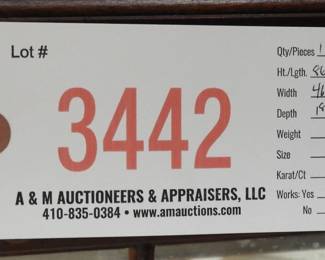 Lot #
3442
A & M AUCTIONEERS & APPRAISERS, LLC
410-835-0384 • www.amauctions.com
Qty/Pieces 1
Ht./Lgth.
Width 46
Depth
Weight
Size
Karat/Ct
Works: Yes
No